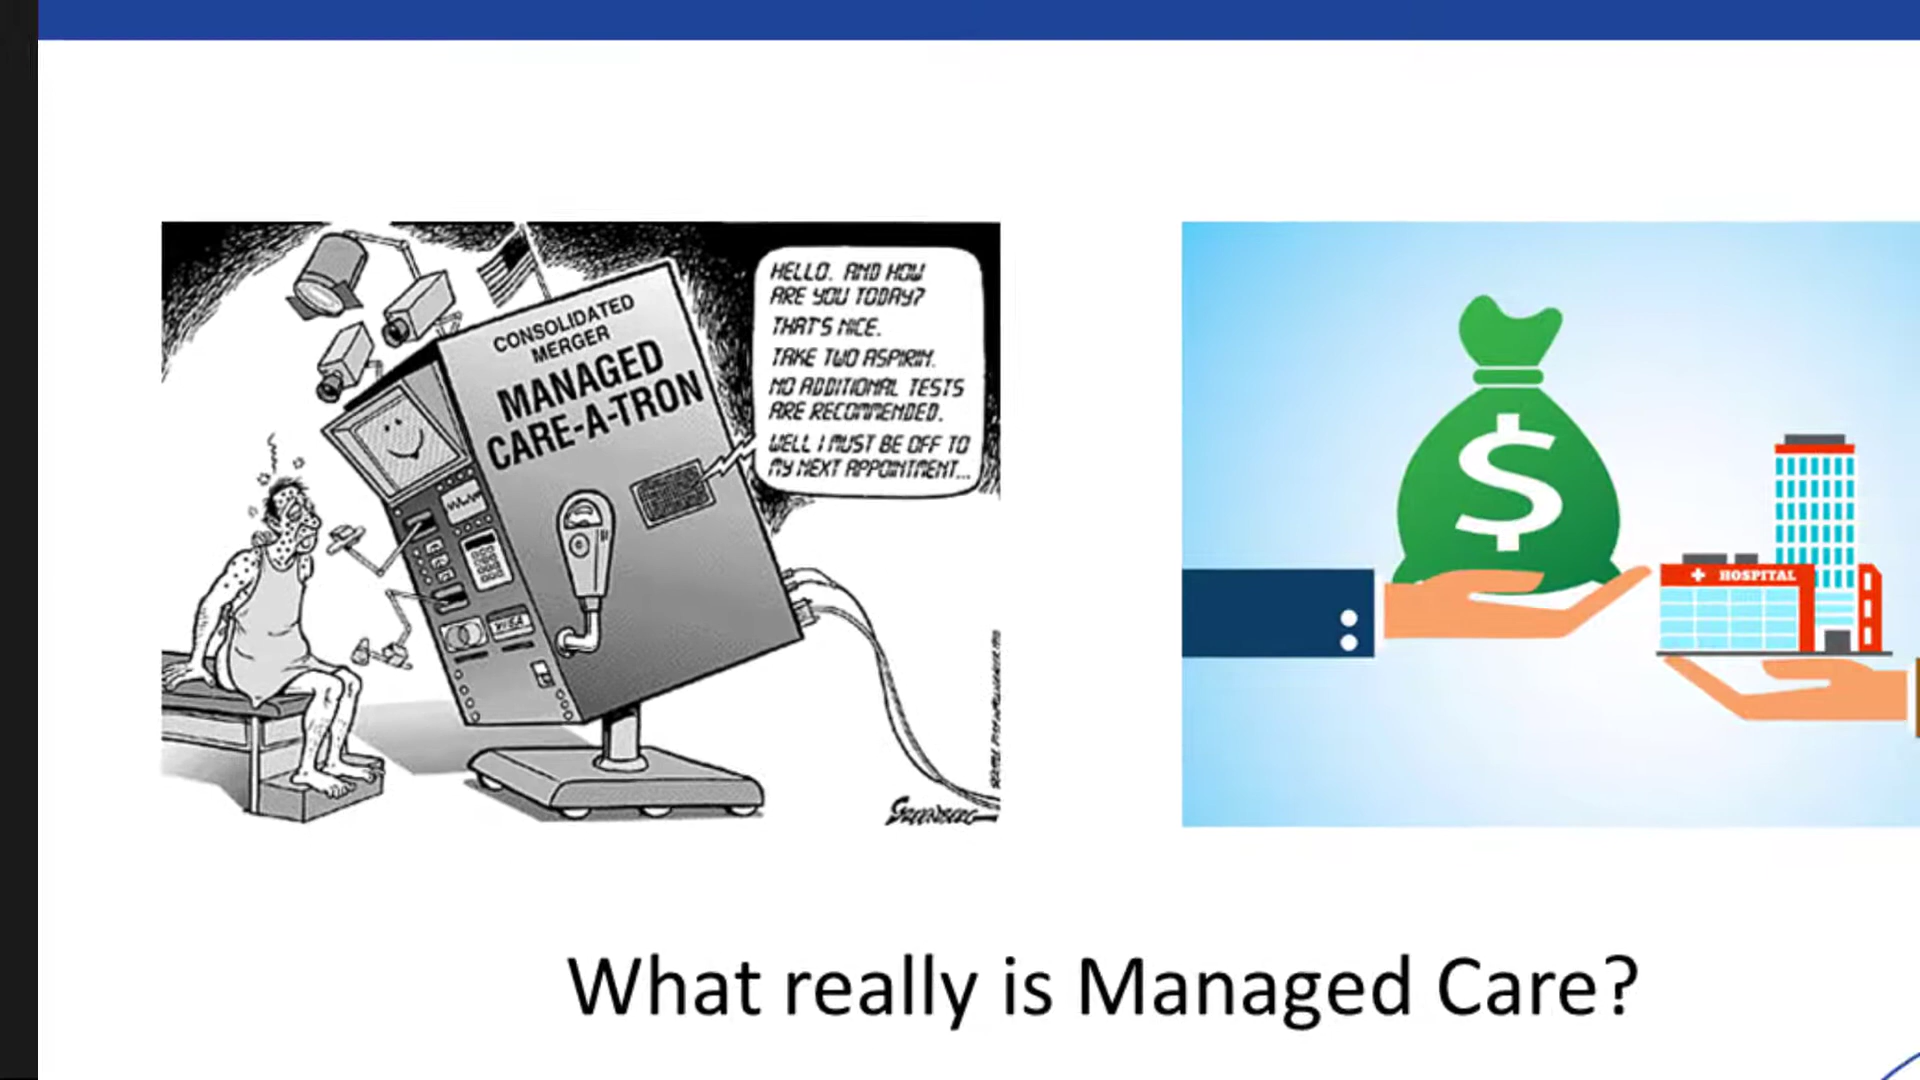 CONSOLIDATED
MERGER
MANAGED
CARE-A-TRON
HELLO. AND HOW
ARE YOU TODAY?
THAT'S NICE.
TAKE TWO ASPIRIN.
NO ADDITIONAL TESTS
ARE RECOMMENDED.
WELL I MUST BE OFF TO
MY NEXT APPOINTMENT...
VISA
GREENBERG
$
HOSPITAL
What really is Managed Care?